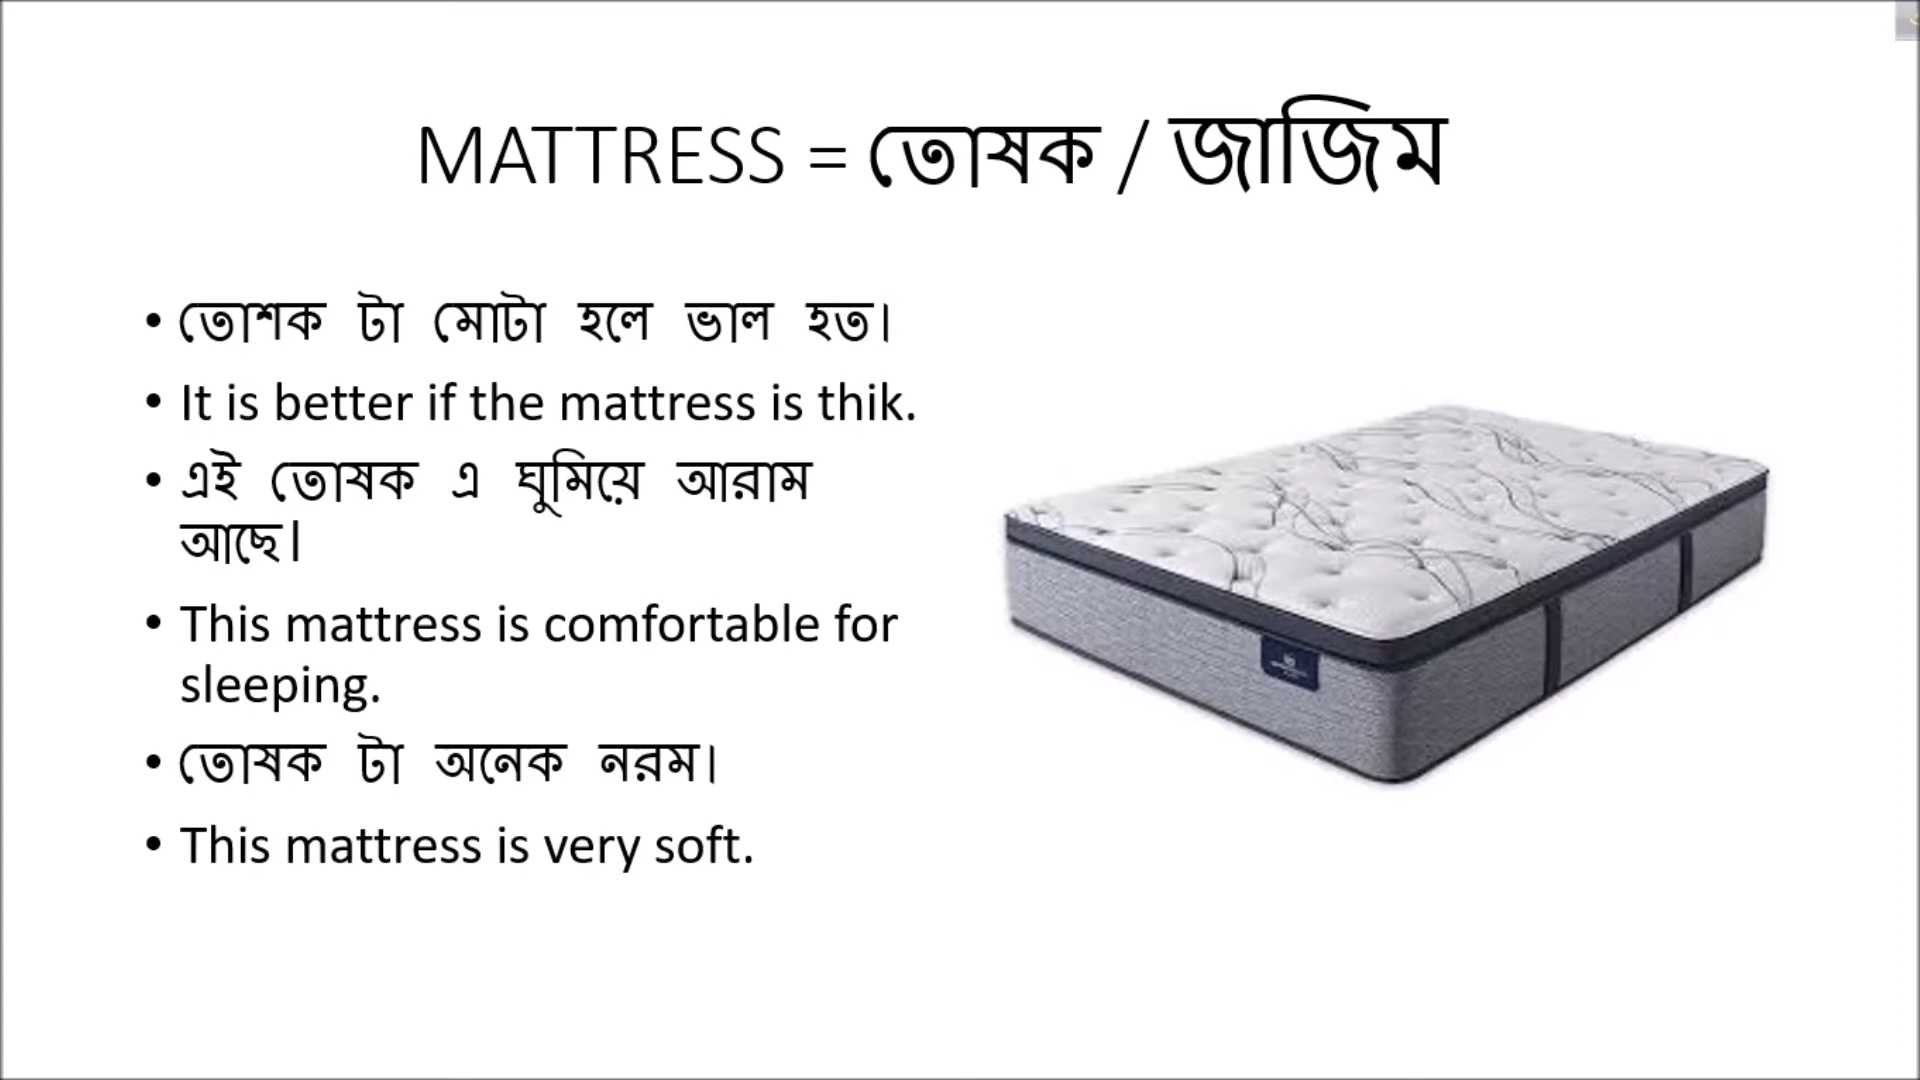 MATTRESS = তোষক / জাজিম
• তোশক টা মোটা হলে ভাল হত।
• It is better if the mattress is thik.
• এই তোষক এ ঘুমিয়ে আরাম
আছে।
• This mattress is comfortable for
sleeping.
• তোষক টা অনেক নরম।
• This mattress is very soft.